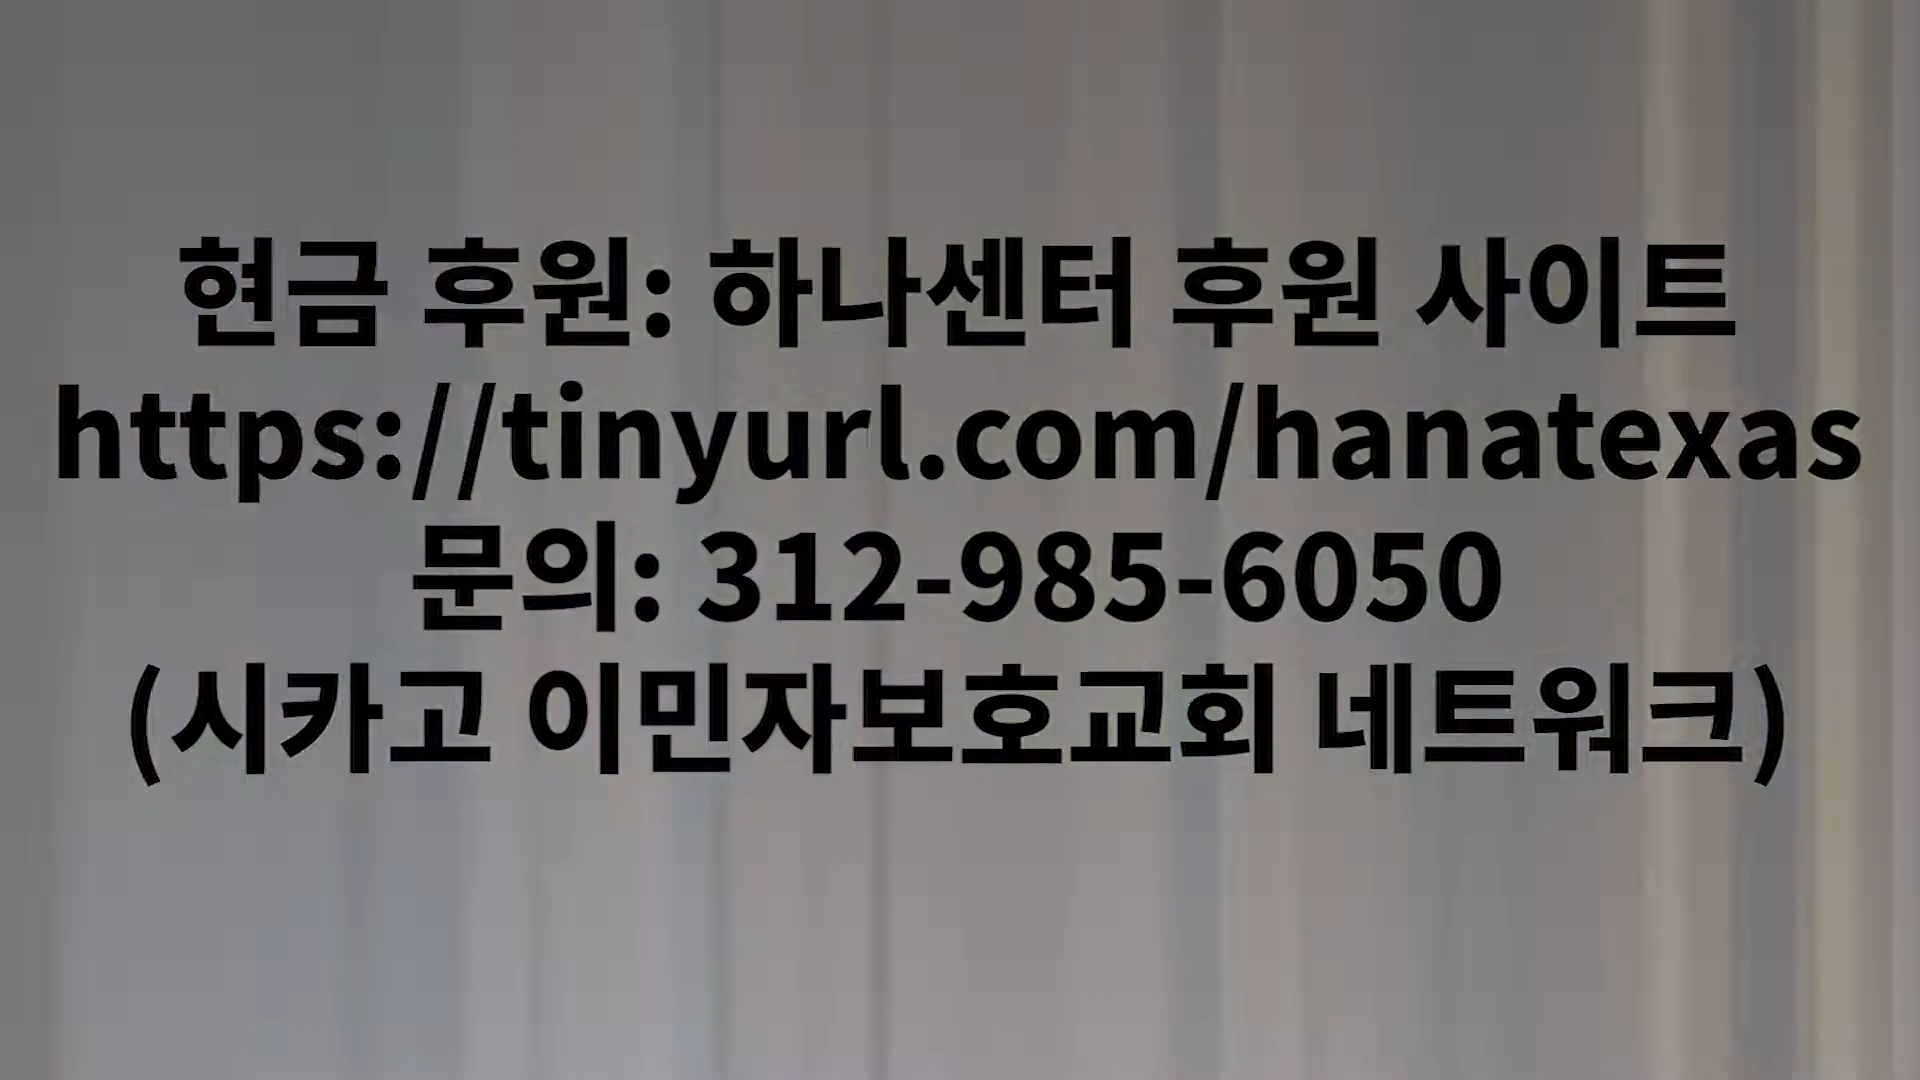 현금 후원: 하나센터 후원 사이트
https://tinyurl.com/hanatexas
문의: 312-985-6050
(시카고 이민자보호교회 네트워크)